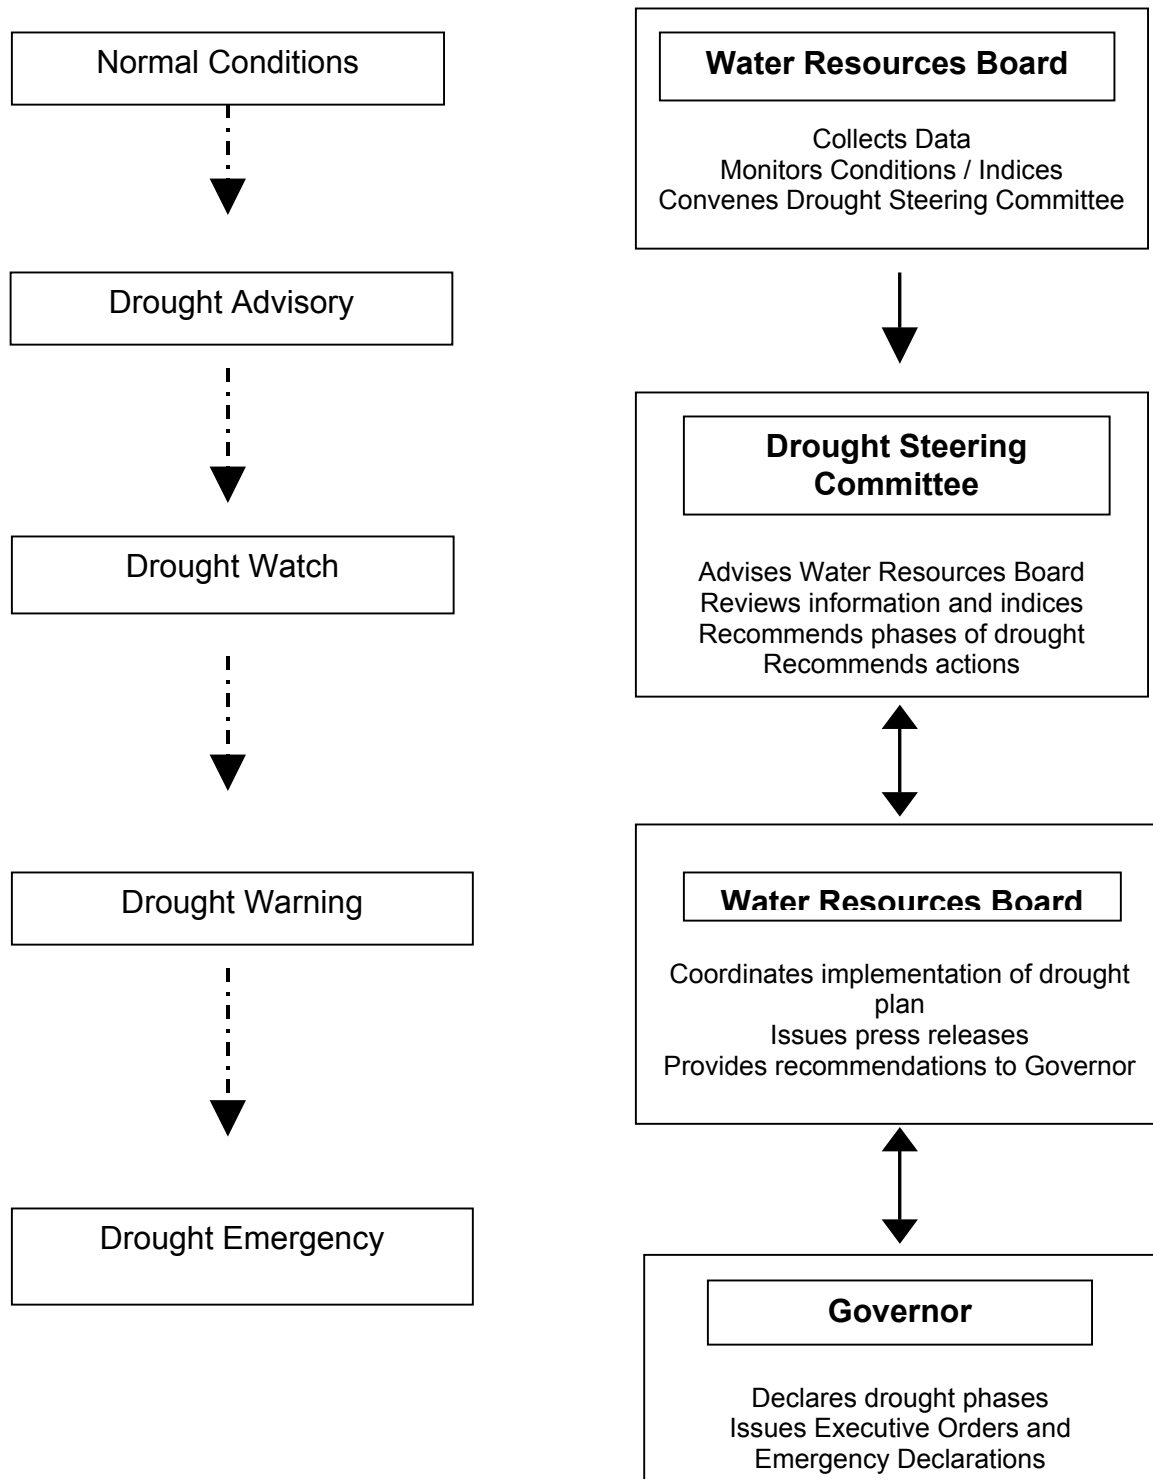 Normal Conditions
Drought Advisory
Drought Watch
Drought Warning
Drought Emergency
Water Resources Board
Collects Data
Monitors Conditions / Indices
Convenes Drought Steering Committee
Drought Steering
Committee
Advises Water Resources Board
Reviews information and indices
Recommends phases of drought
Recommends actions
Water Resources Board
Coordinates implementation of drought
plan
Issues press releases
Provides recommendations to Governor
Governor
Declares drought phases
Issues Executive Orders and
Emergency Declarations